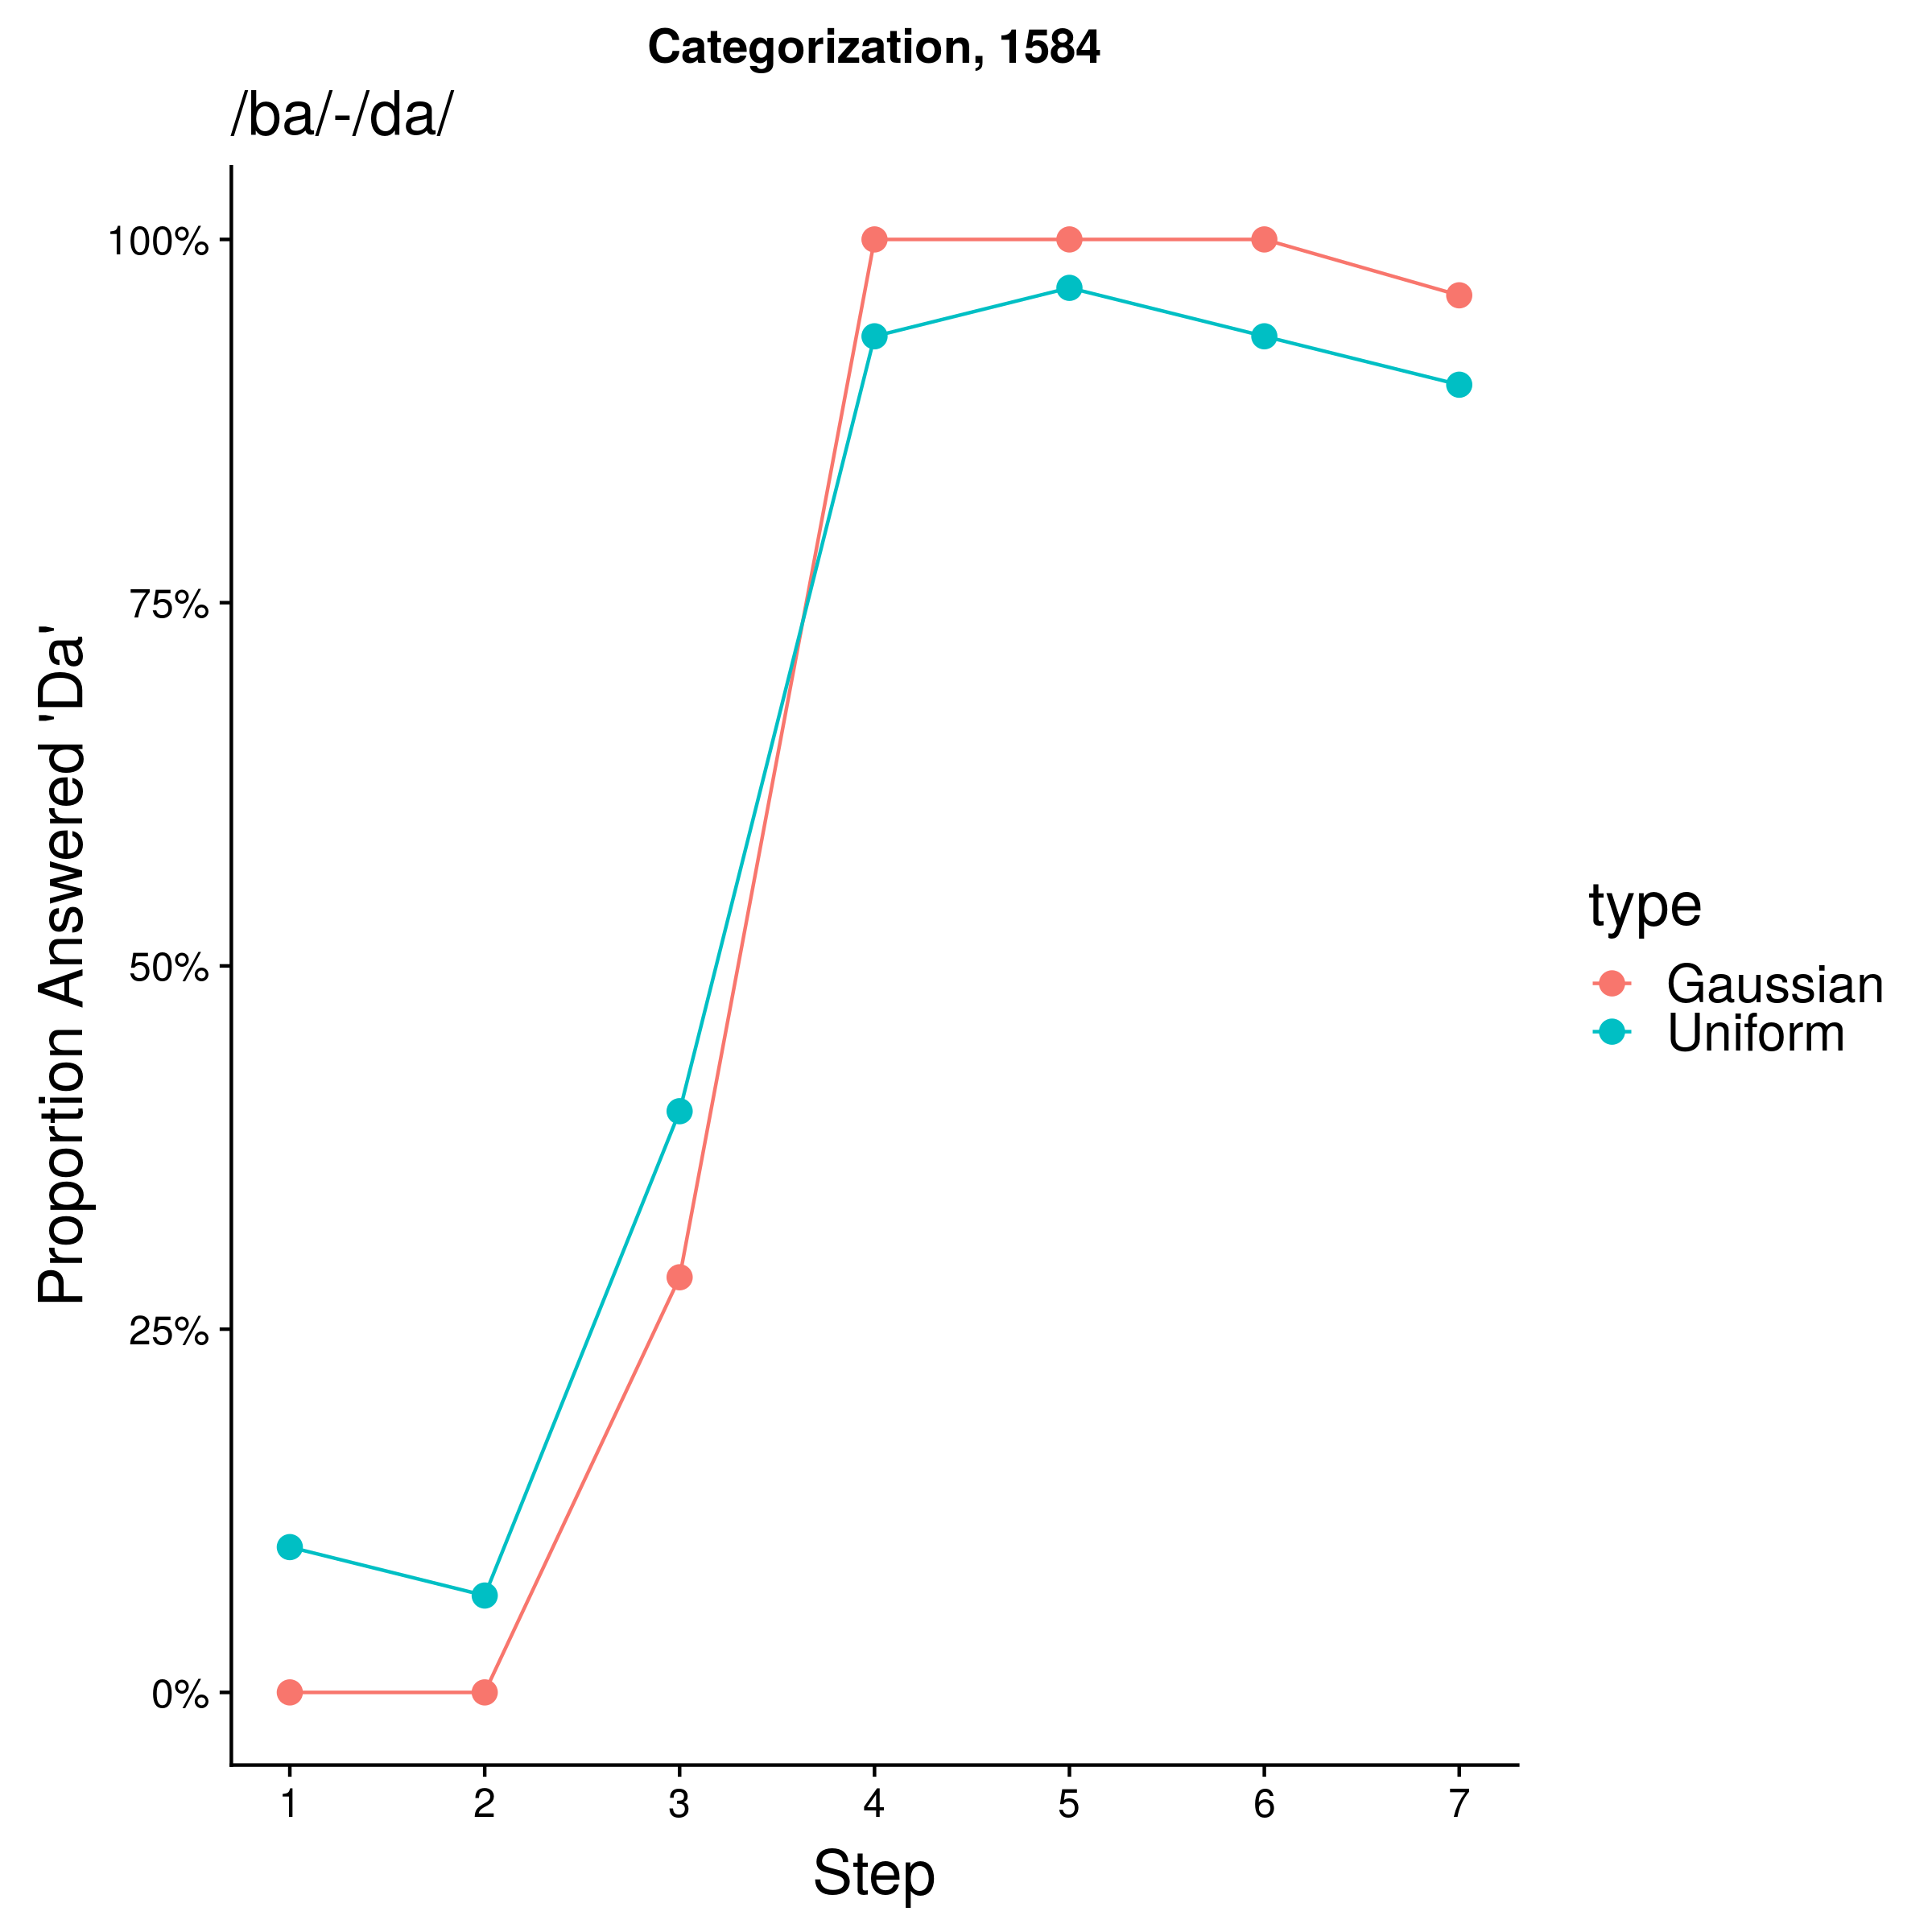 Categorization, 1584
/ba/-/da/
Proportion Answered 'Da'
100%
75%
50%
25%
0%
1 2 3 4 5 6 7
Step
type
Gaussian
Uniform